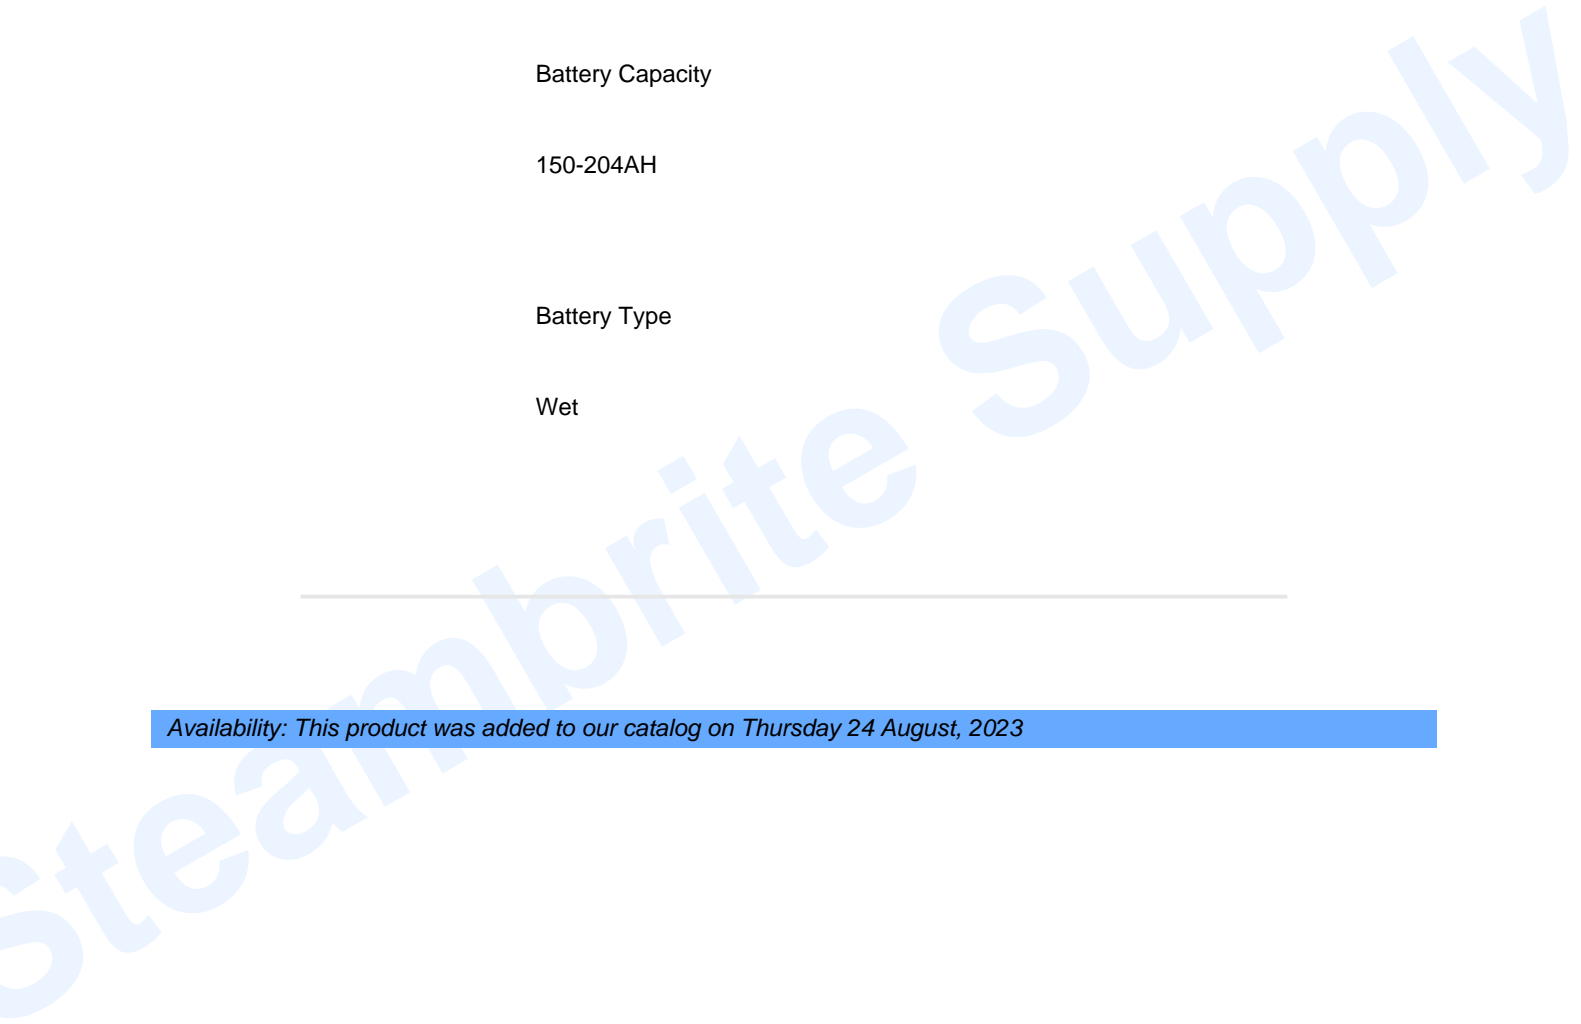 Battery Capacity
150-204AH
Battery Type
Wet
Availability: This product was added to our catalog on Thursday 24 August, 2023
Steambrite Supply